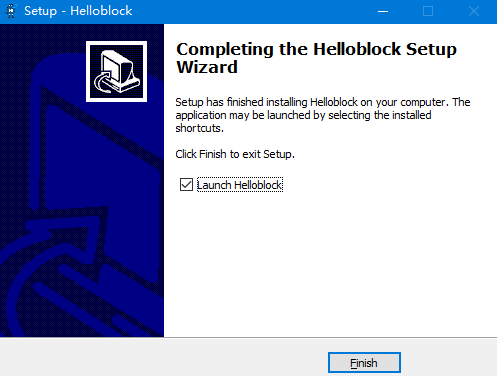 Setup - Helloblock
Completing the Helloblock Setup
Wizard
Setup has finished installing Helloblock on your computer. The
application may be launched by selecting the installed
shortcuts.
Click Finish to exit Setup.
Launch Helloblock
Finish